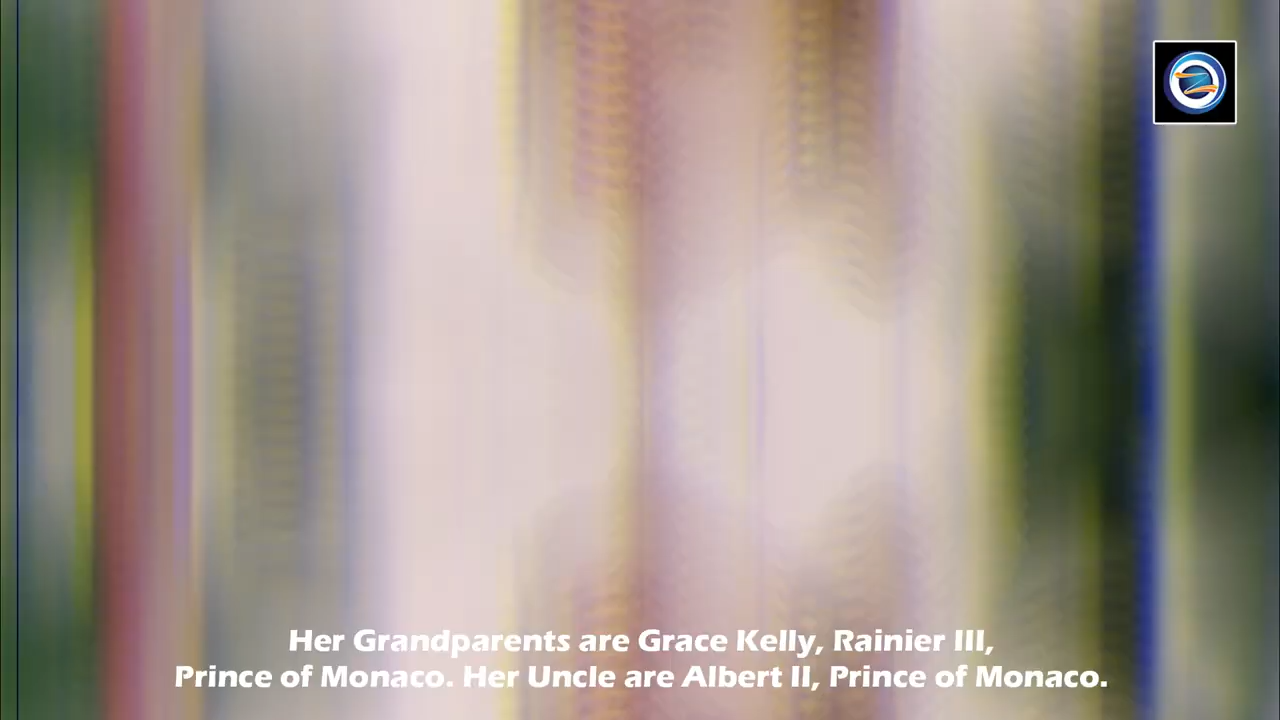 Her Grandparents are Grace Kelly, Rainier III,
Prince of Monaco. Her Uncle are Albert II, Prince of Monaco.